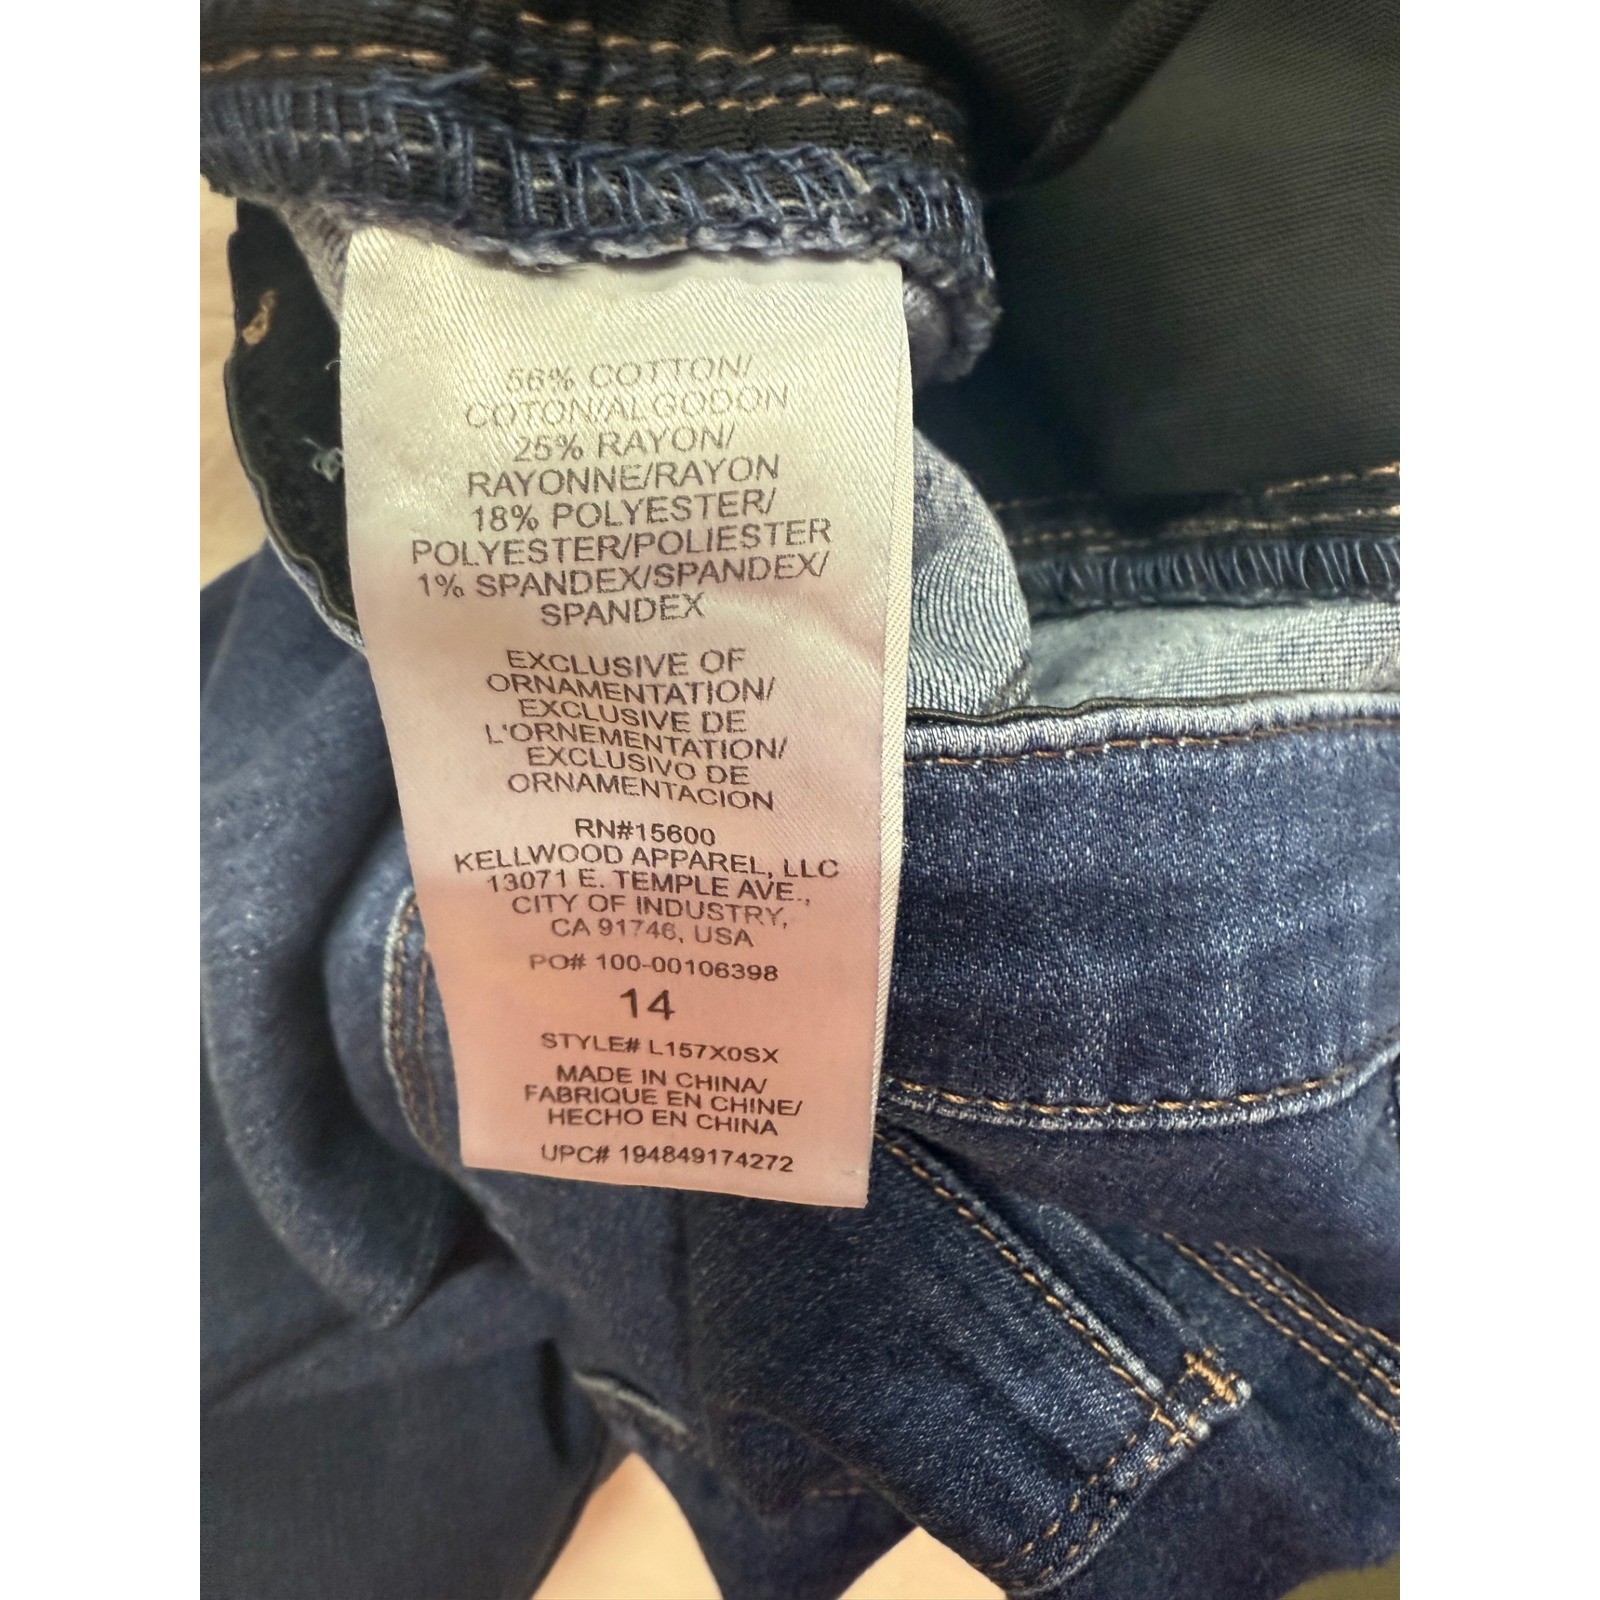 56% COTTON/
COTON/ALGODON
25% RAYON/
RAYONNE/RAYON
18% POLYESTER/
POLYESTER/POLIESTER
1% SPANDEX/SPANDEX/
SPANDEX
EXCLUSIVE OF
ORNAMENTATION/
EXCLUSIVE DE
L'ORNEMENTATION/
EXCLUSIVO DE
ORNAMENTACION
RN#15600
KELLWOOD APPAREL, LLC
13071 E. TEMPLE AVE.,
CITY OF INDUSTRY,
CA 91746, USA
PO# 100-00106398
14
STYLE# L157X0SX
MADE IN CHINA/
FABRIQUE EN CHINE/
HECHO EN CHINA
UPC# 194849174272